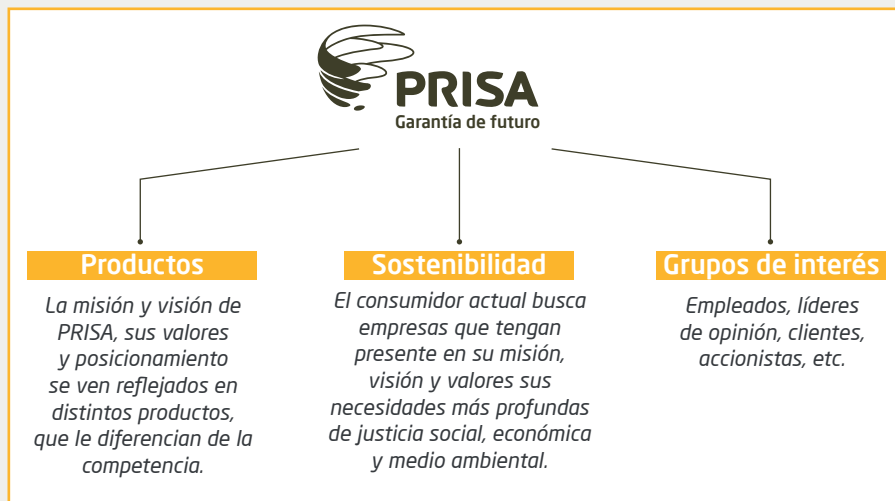 PRISA
Garantía de futuro
Productos
La misión y visión de
PRISA, sus valores
y posicionamiento
se ven reflejados en
distintos productos,
que le diferencian de la
competencia.
Sostenibilidad
El consumidor actual busca
empresas que tengan
presente en su misión,
visión y valores sus
necesidades más profundas
de justicia social, económica
y medio ambiental.
Grupos de interés
Empleados, líderes
de opinión, clientes,
accionistas, etc.